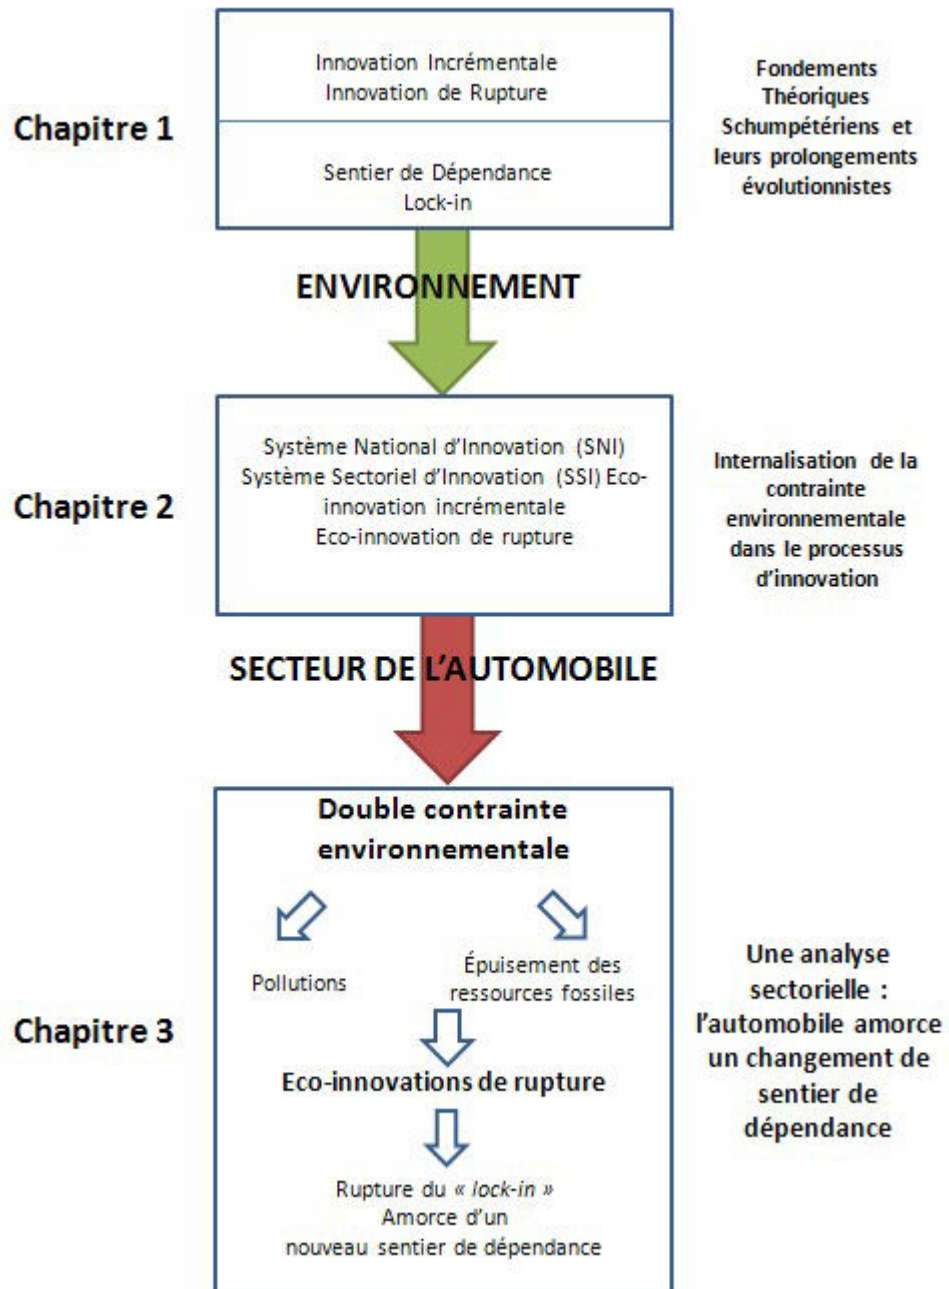 Chapitre 1
Innovation Incrémentale
Innovation de Rupture
Sentier de Dépendance
Lock-in
Fondements
Théoriques
Schumpétériens et
leurs prolongements
évolutionnistes
ENVIRONNEMENT
Chapitre 2
Système National d'Innovation (SNI)
Système Sectoriel d'Innovation (SSI) Eco-
innovation incrémentale
Eco-innovation de rupture
Internalisation de la
contrainte
environnementale
dans le processus
d'innovation
SECTEUR DE L'AUTOMOBILE
Chapitre 3
Double contrainte
environnementale
Pollutions
Épuisement des
ressources fossiles
Eco-innovations de rupture
Rupture du « lock-in »
Amorce d'un
nouveau sentier de dépendance
Une analyse
sectorielle :
l'automobile amorce
un changement de
sentier de
dépendance